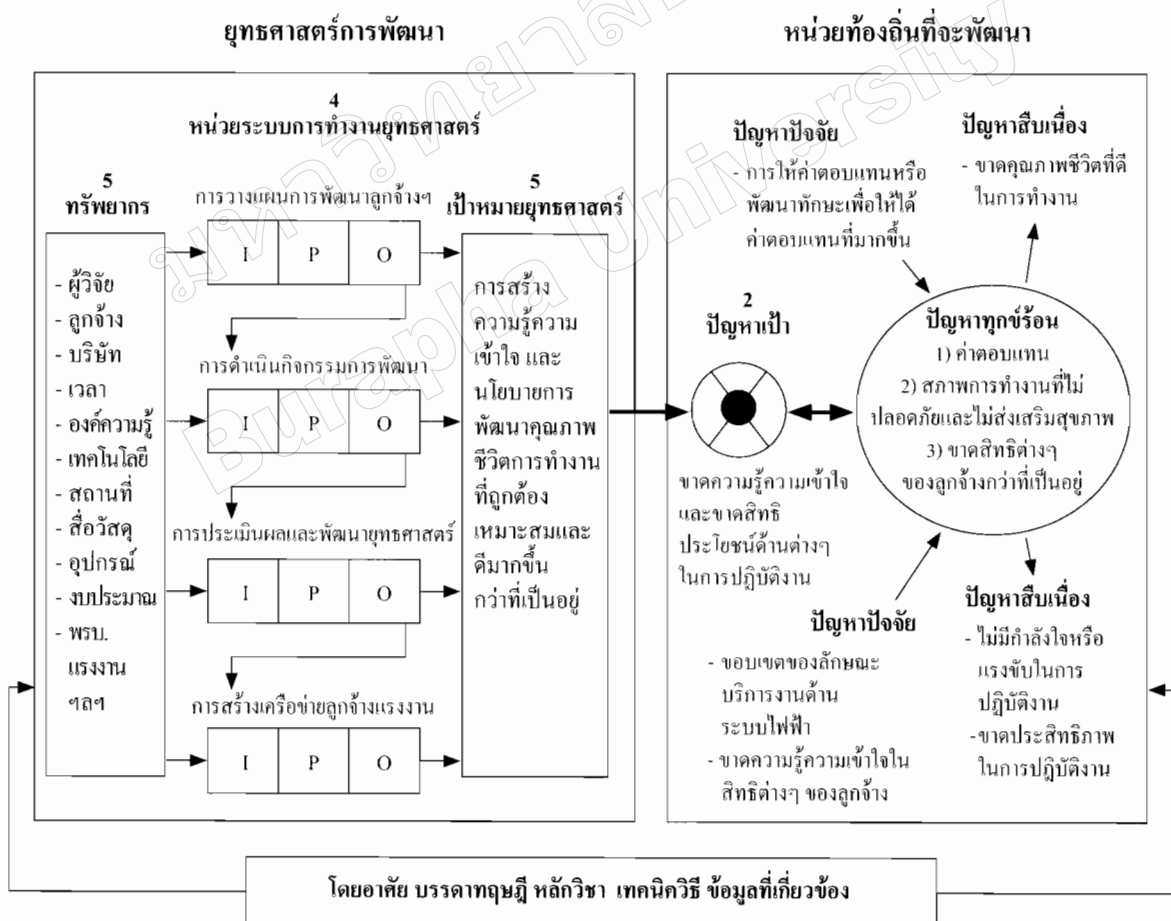 ยุทธศาสตร์การพัฒนา
หน่วยท้องถิ่นที่จะพัฒนา
4
หน่วยระบบการทำงานยุทธศาสตร์
5
ทรัพยากร
- ผู้วิจัย
- ลูกจ้าง
- บริษัท
- เวลา
- องค์ความรู้
- เทคโนโลยี
- สถานที่
- สื่อวัสดุ
อุปกรณ์
- งบประมาณ
- พรบ.
แรงงาน
ฯลฯ
การวางแผนการพัฒนาลูกจ้างฯ
I P O
การดำเนินกิจกรรมการพัฒนา
I P O
การประเมินผลและพัฒนายุทธศาสตร์
I P O
การสร้างเครือข่ายลูกจ้างแรงงาน
I P O
5
เป้าหมายยุทธศาสตร์
การสร้าง
ความรู้ความ
เข้าใจ และ
นโยบายการ
พัฒนาคุณภาพ
ชีวิตการทำงาน
ที่ถูกต้อง
เหมาะสมและ
ดีมากขึ้น
กว่าที่เป็นอยู่
ปัญหาปัจจัย
- การให้ค่าตอบแทนหรือ
พัฒนาทักษะเพื่อให้ได้
ค่าตอบแทนที่มากขึ้น
ปัญหาสืบเนื่อง
- ขาดคุณภาพชีวิตที่ดี
ในการทำงาน
2
ปัญหาเป้า
ขาดความรู้ความเข้าใจ
และขาดสิทธิ
ประโยชน์ด้านต่างๆ
ในการปฏิบัติงาน
ปัญหาทุกข์ร้อน
1) ค่าตอบแทน
2) สภาพการทำงานที่ไม่
ปลอดภัยและไม่ส่งเสริมสุขภาพ
3) ขาดสิทธิต่างๆ
ของลูกจ้างกว่าที่เป็นอยู่
ปัญหาปัจจัย
- ขอบเขตของลักษณะ
บริการงานด้าน
ระบบไฟฟ้า
- ขาดความรู้ความเข้าใจใน
สิทธิต่างๆ ของลูกจ้าง
ปัญหาสืบเนื่อง
- ไม่มีกำลังใจหรือ
แรงขับในการ
ปฏิบัติงาน
-ขาดประสิทธิภาพ
ในการปฏิบัติงาน
โดยอาศัย บรรดาทฤษฎี หลักวิชา เทคนิควิธี ข้อมูลที่เกี่ยวข้อง
Burapha University